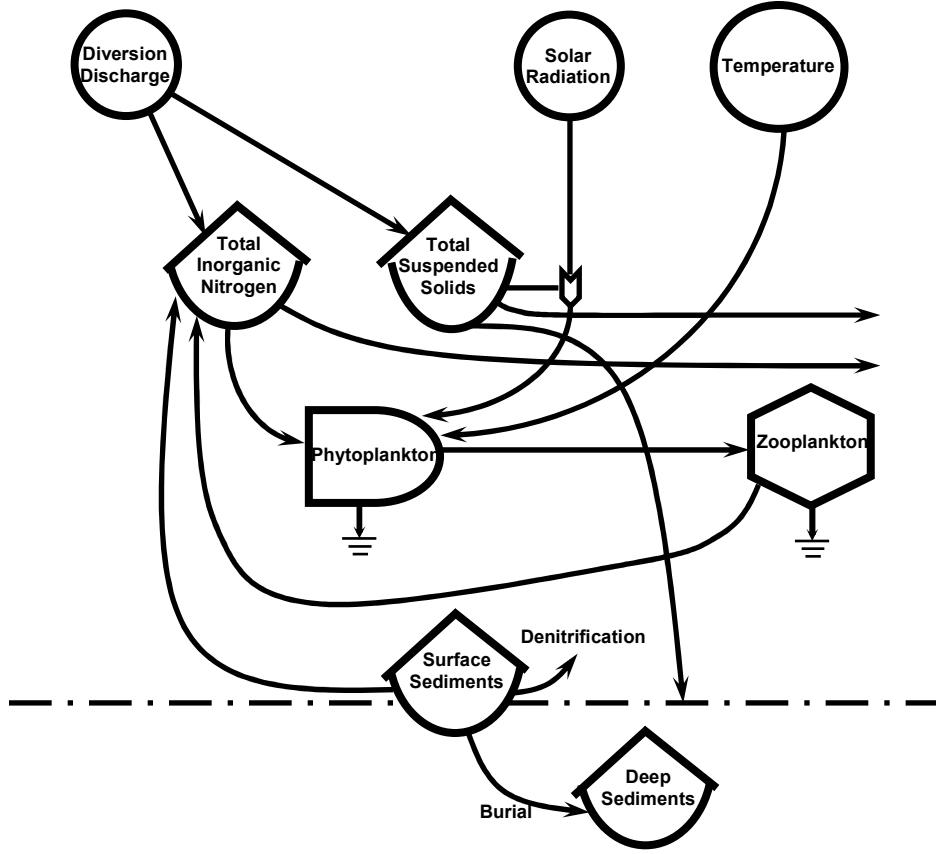 Diversion
Discharge
Solar
Radiation
Temperature
Total
Inorganic
Nitrogen
Total
Suspended
Solids
Phytoplankton
Zooplankton
Denitrification
Surface
Sediments
Deep
Sediments
Burial